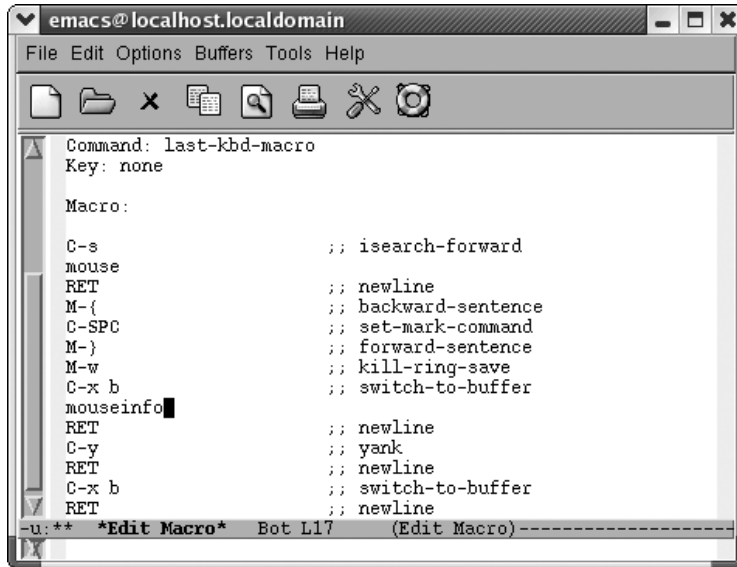 emacs@localhost.localdomain
File Edit Options Buffers Tools Help
Command: last-kbd-macro
Key: none
Macro:
C-s ;; isearch-forward
mouse
RET ;; newline
M-{ ;; backward-sentence
C-SPC ;; set-mark-command
M-} ;; forward-sentence
M-w ;; kill-ring-save
C-x b ;; switch-to-buffer
mouseinfo
RET ;; newline
C-y ;; yank
RET ;; newline
C-x b ;; switch-to-buffer
RET ;; newline
-u:** *Edit Macro* Bot L17 (Edit Macro)--------------------